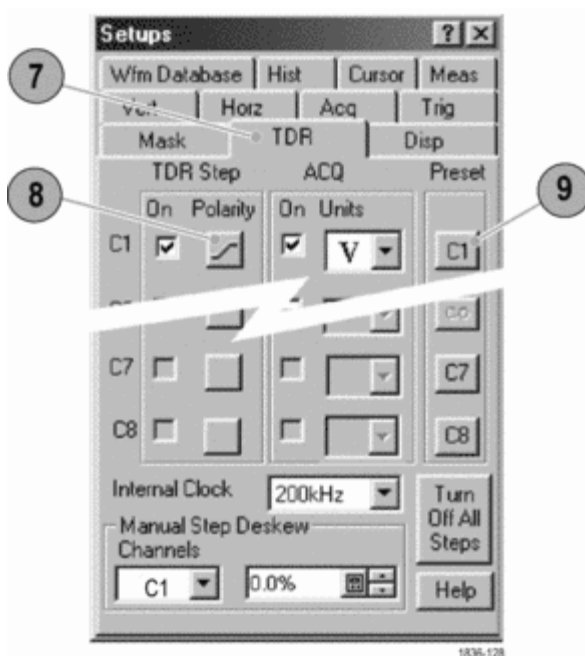 Setups ? ×
Wfm Database Hist Cursor Meas
Horz Acq Trig
Mask TDR Disp
7
TDR Step ACQ Preset
8
9
On Polarity On Units
C1 V C1
C7 C7
C8 C8
Internal Clock 200kHz
Turn
Off All
Steps
Manual Step Deskew
Channels
C1 0.0%
Help
1836-128